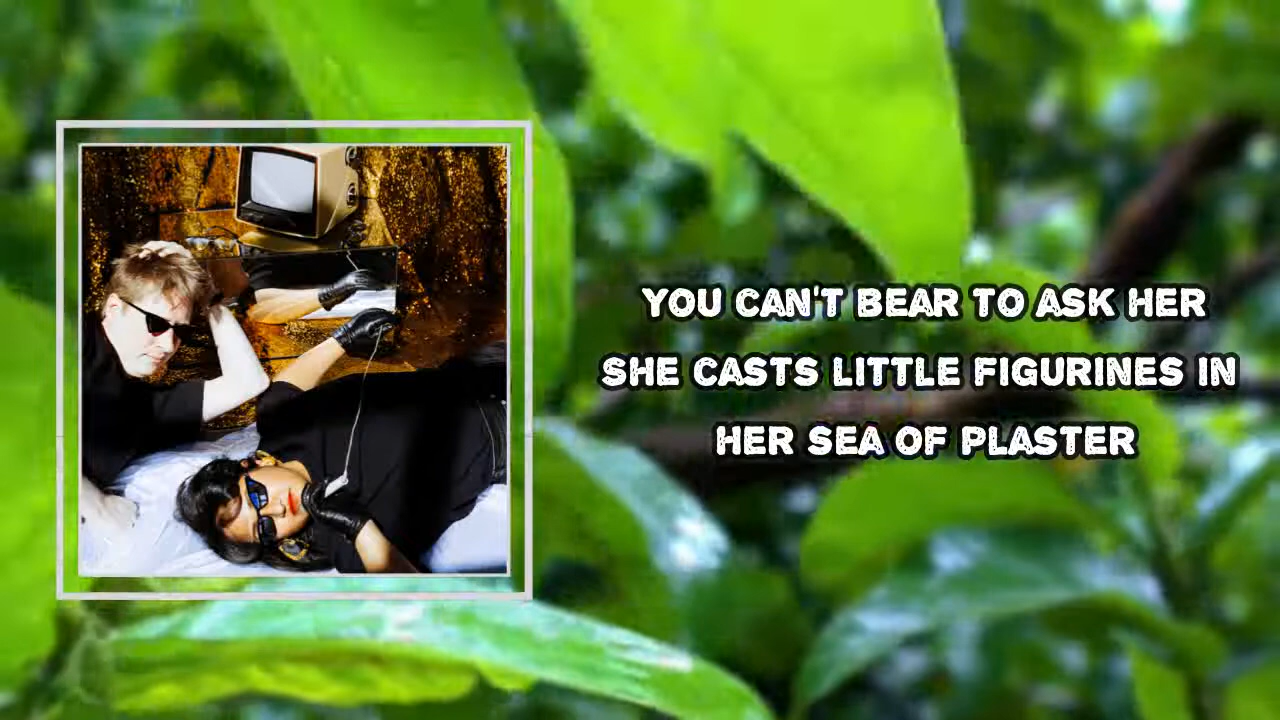 YOU CAN'T BEAR TO ASK HER
SHE CASTS LITTLE FIGURINES IN
HER SEA OF PLASTER